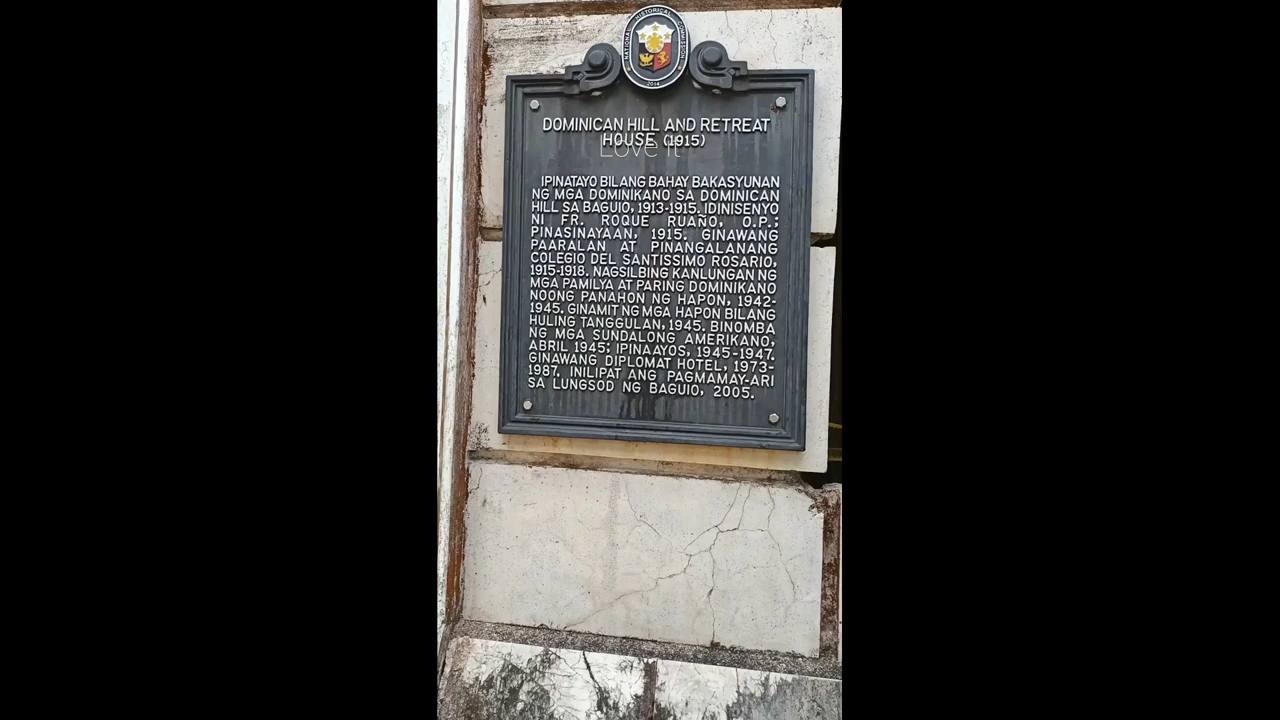 NATIONAL HISTORICAL COMMISSION
2014
DOMINICAN HILL AND RETREAT
HOUSE (1915)
Love it
IPINATAYO BILANG BAHAY BAKASYUNAN
NG MGA DOMINIKANO SA DOMINICAN
HILL SA BAGUIO, 1913-1915. IDINISENYO
NI FR. ROQUE RUAÑO, O.P.;
PINASINAYAAN, 1915. GINAWANG
PAARALAN AT PINANGALANANG
COLEGIO DEL SANTISSIMO ROSARIO,
1915-1918. NAGSILBING KANLUNGAN NG
MGA PAMILYA AT PARING DOMINIKANO
NOONG PANAHON NG HAPON, 1942-
1945. GINAMIT NG MGA HAPON BILANG
HULING TANGGULAN, 1945. BINOMBA
NG MGA SUNDALONG AMERIKANO,
ABRIL 1945; IPINAAYOS, 1945-1947.
GINAWANG DIPLOMAT HOTEL, 1973-
1987. INILIPAT ANG PAGMAMAY-ARI
SA LUNGSOD NG BAGUIO, 2005.